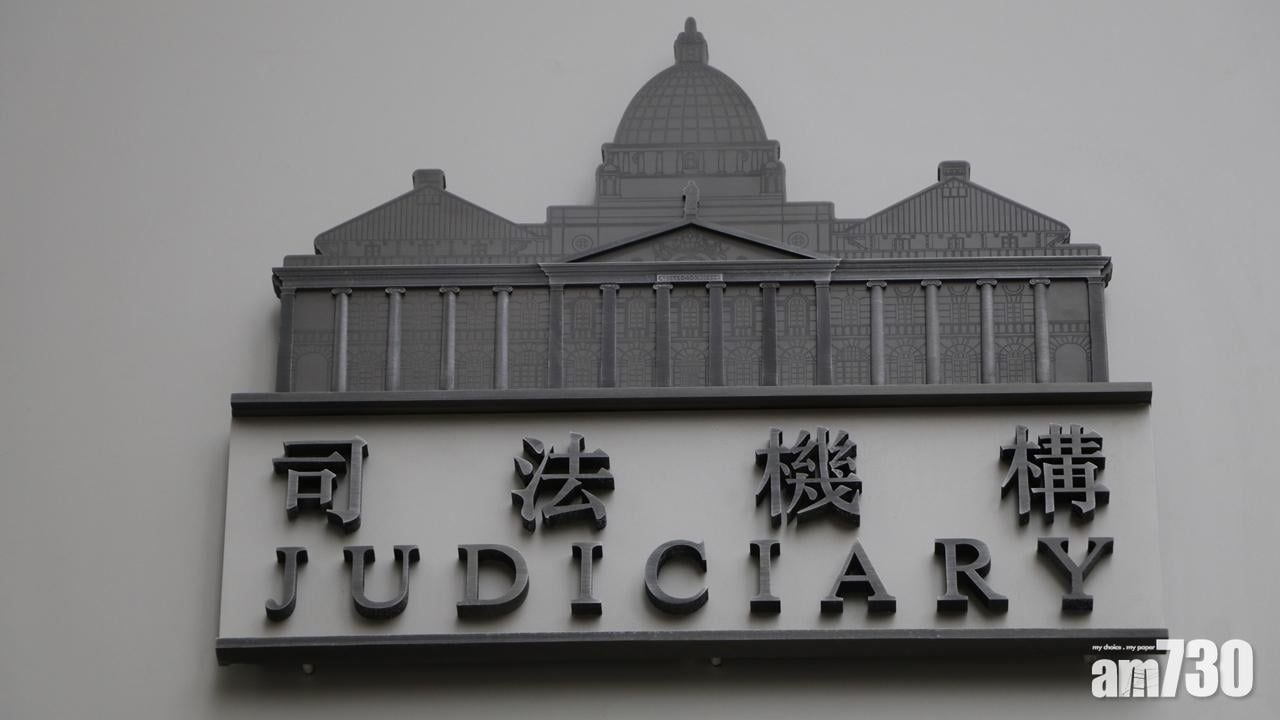 司法機構
JUDICIARY
my choice . my paper
am730